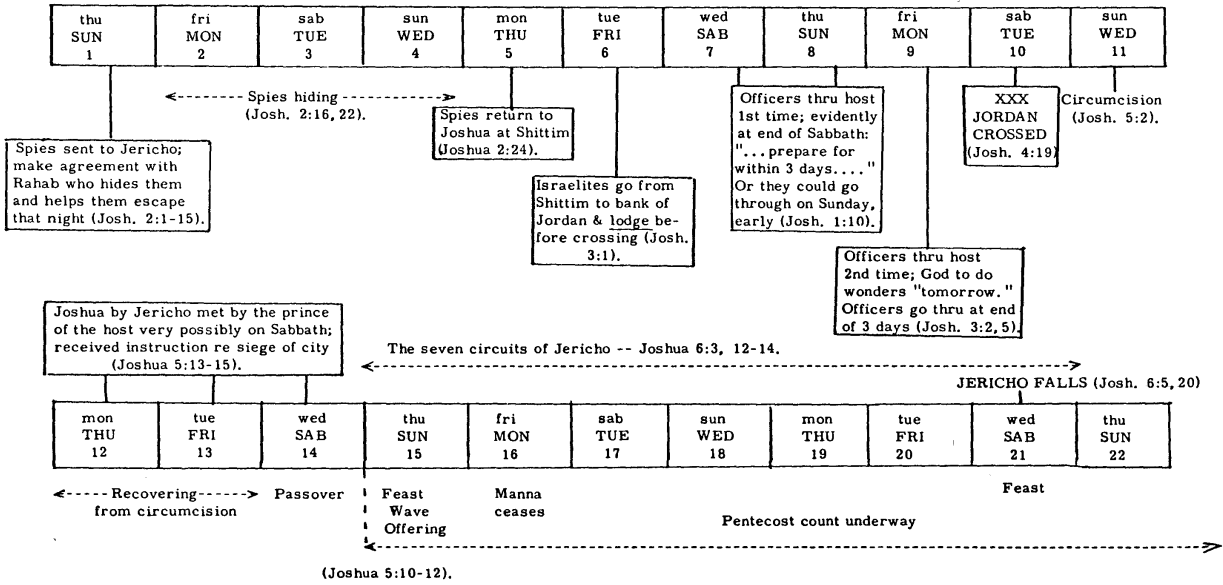 thu fri sab sun mon tue wed thu fri sab sun
SUN MON TUE WED THU FRI SAB SUN MON TUE WED
1 2 3 4 5 6 7 8 9 10 11
<------ Spies hiding ------>
(Josh. 2:16, 22).
Spies sent to Jericho;
make agreement with
Rahab who hides them
and helps them escape
that night (Josh. 2:1-15).
Spies return to
Joshua at Shittim
(Joshua 2:24).
Israelites go from
Shittim to bank of
Jordan & lodge be-
fore crossing (Josh.
3:1).
Officers thru host
1st time; evidently
at end of Sabbath:
"...prepare for
within 3 days...."
Or they could go
through on Sunday,
early (Josh. 1:10).
Officers thru host
2nd time; God to do
wonders "tomorrow."
Officers go thru at end
of 3 days (Josh. 3:2, 5).
XXX
JORDAN
CROSSED
(Josh. 4:19)
Circumcision
(Josh. 5:2).
Joshua by Jericho met by the prince
of the host very possibly on Sabbath;
received instruction re siege of city
(Joshua 5:13-15).
The seven circuits of Jericho -- Joshua 6:3, 12-14.
JERICHO FALLS (Josh. 6:5, 20)
mon tue wed thu fri sab sun mon tue wed thu
THU FRI SAB SUN MON TUE WED THU FRI SAB SUN
12 13 14 15 16 17 18 19 20 21 22
<------Recovering------>
from circumcision
Passover
Feast
Wave
Offering
Manna
ceases
Feast
Pentecost count underway
(Joshua 5:10-12).